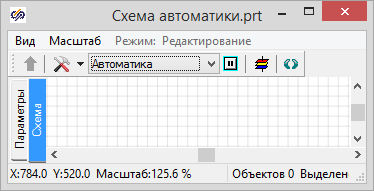 Схема автоматики.prt
Вид Масштаб Режим: Редактирование
Автоматика
Параметры
Схема
X:784.0 Y:520.0 Масштаб:125.6 % Объектов 0 Выделен